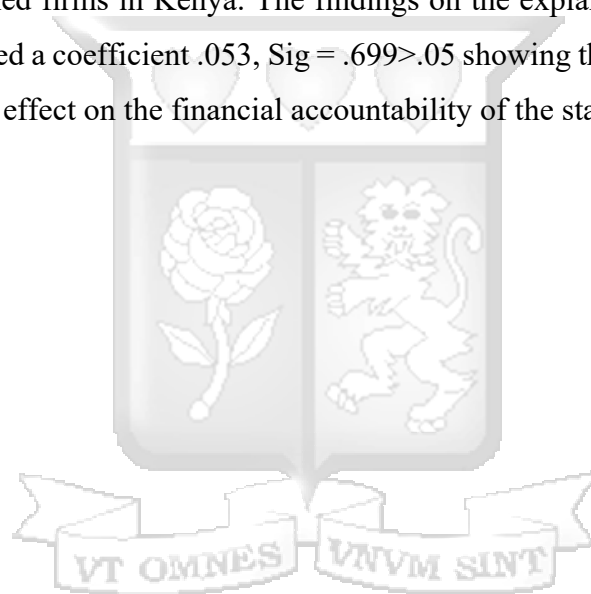 ed firms in Kenya. The findings on the expla
ed a coefficient .053, Sig = .699>.05 showing th
effect on the financial accountability of the sta
VT OMNES VNVM SINT